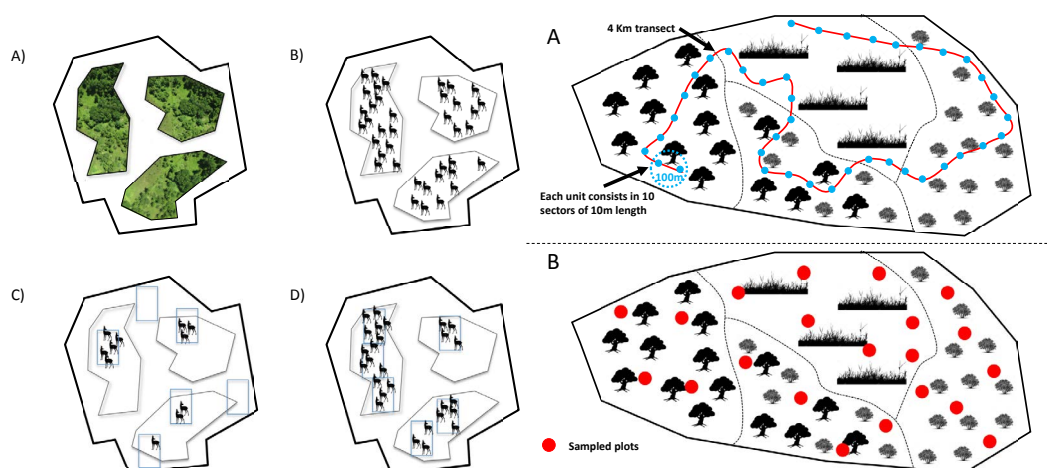 A)
B)
C)
D)
A
4 Km transect
100m
Each unit consists in 10
sectors of 10m length
B
Sampled plots